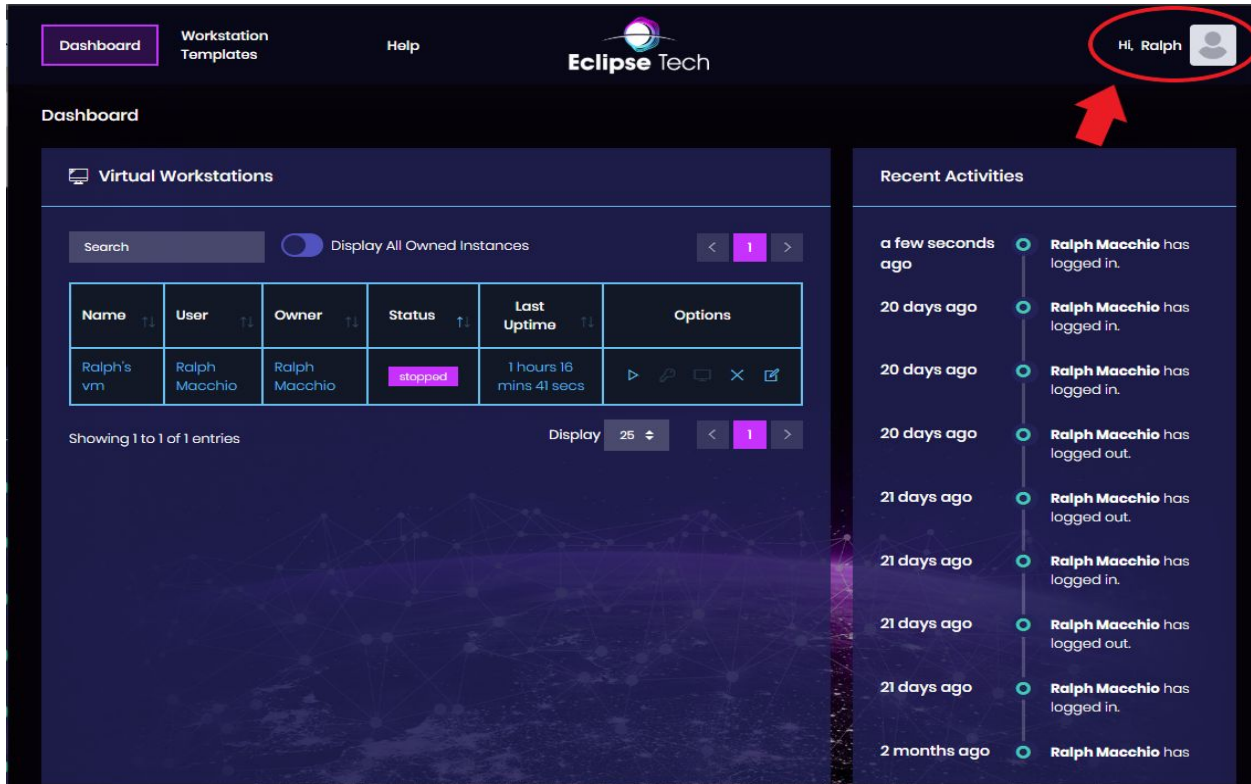 Dashboard
Workstation
Templates
Help
Eclipse Tech
Hi, Ralph
Dashboard
Virtual Workstations
Search
Display All Owned Instances
< 1 >
Name User Owner Status Last
Uptime Options
Ralph's
vm
Ralph
Macchio
Ralph
Macchio
stopped
1 hours 16
mins 41 secs
Showing 1 to 1 of 1 entries
Display 25
< 1 >
Recent Activities
a few seconds
ago
Ralph Macchio has
logged in.
20 days ago
Ralph Macchio has
logged in.
20 days ago
Ralph Macchio has
logged in.
20 days ago
Ralph Macchio has
logged out.
21 days ago
Ralph Macchio has
logged out.
21 days ago
Ralph Macchio has
logged in.
21 days ago
Ralph Macchio has
logged out.
21 days ago
Ralph Macchio has
logged in.
2 months ago
Ralph Macchio has